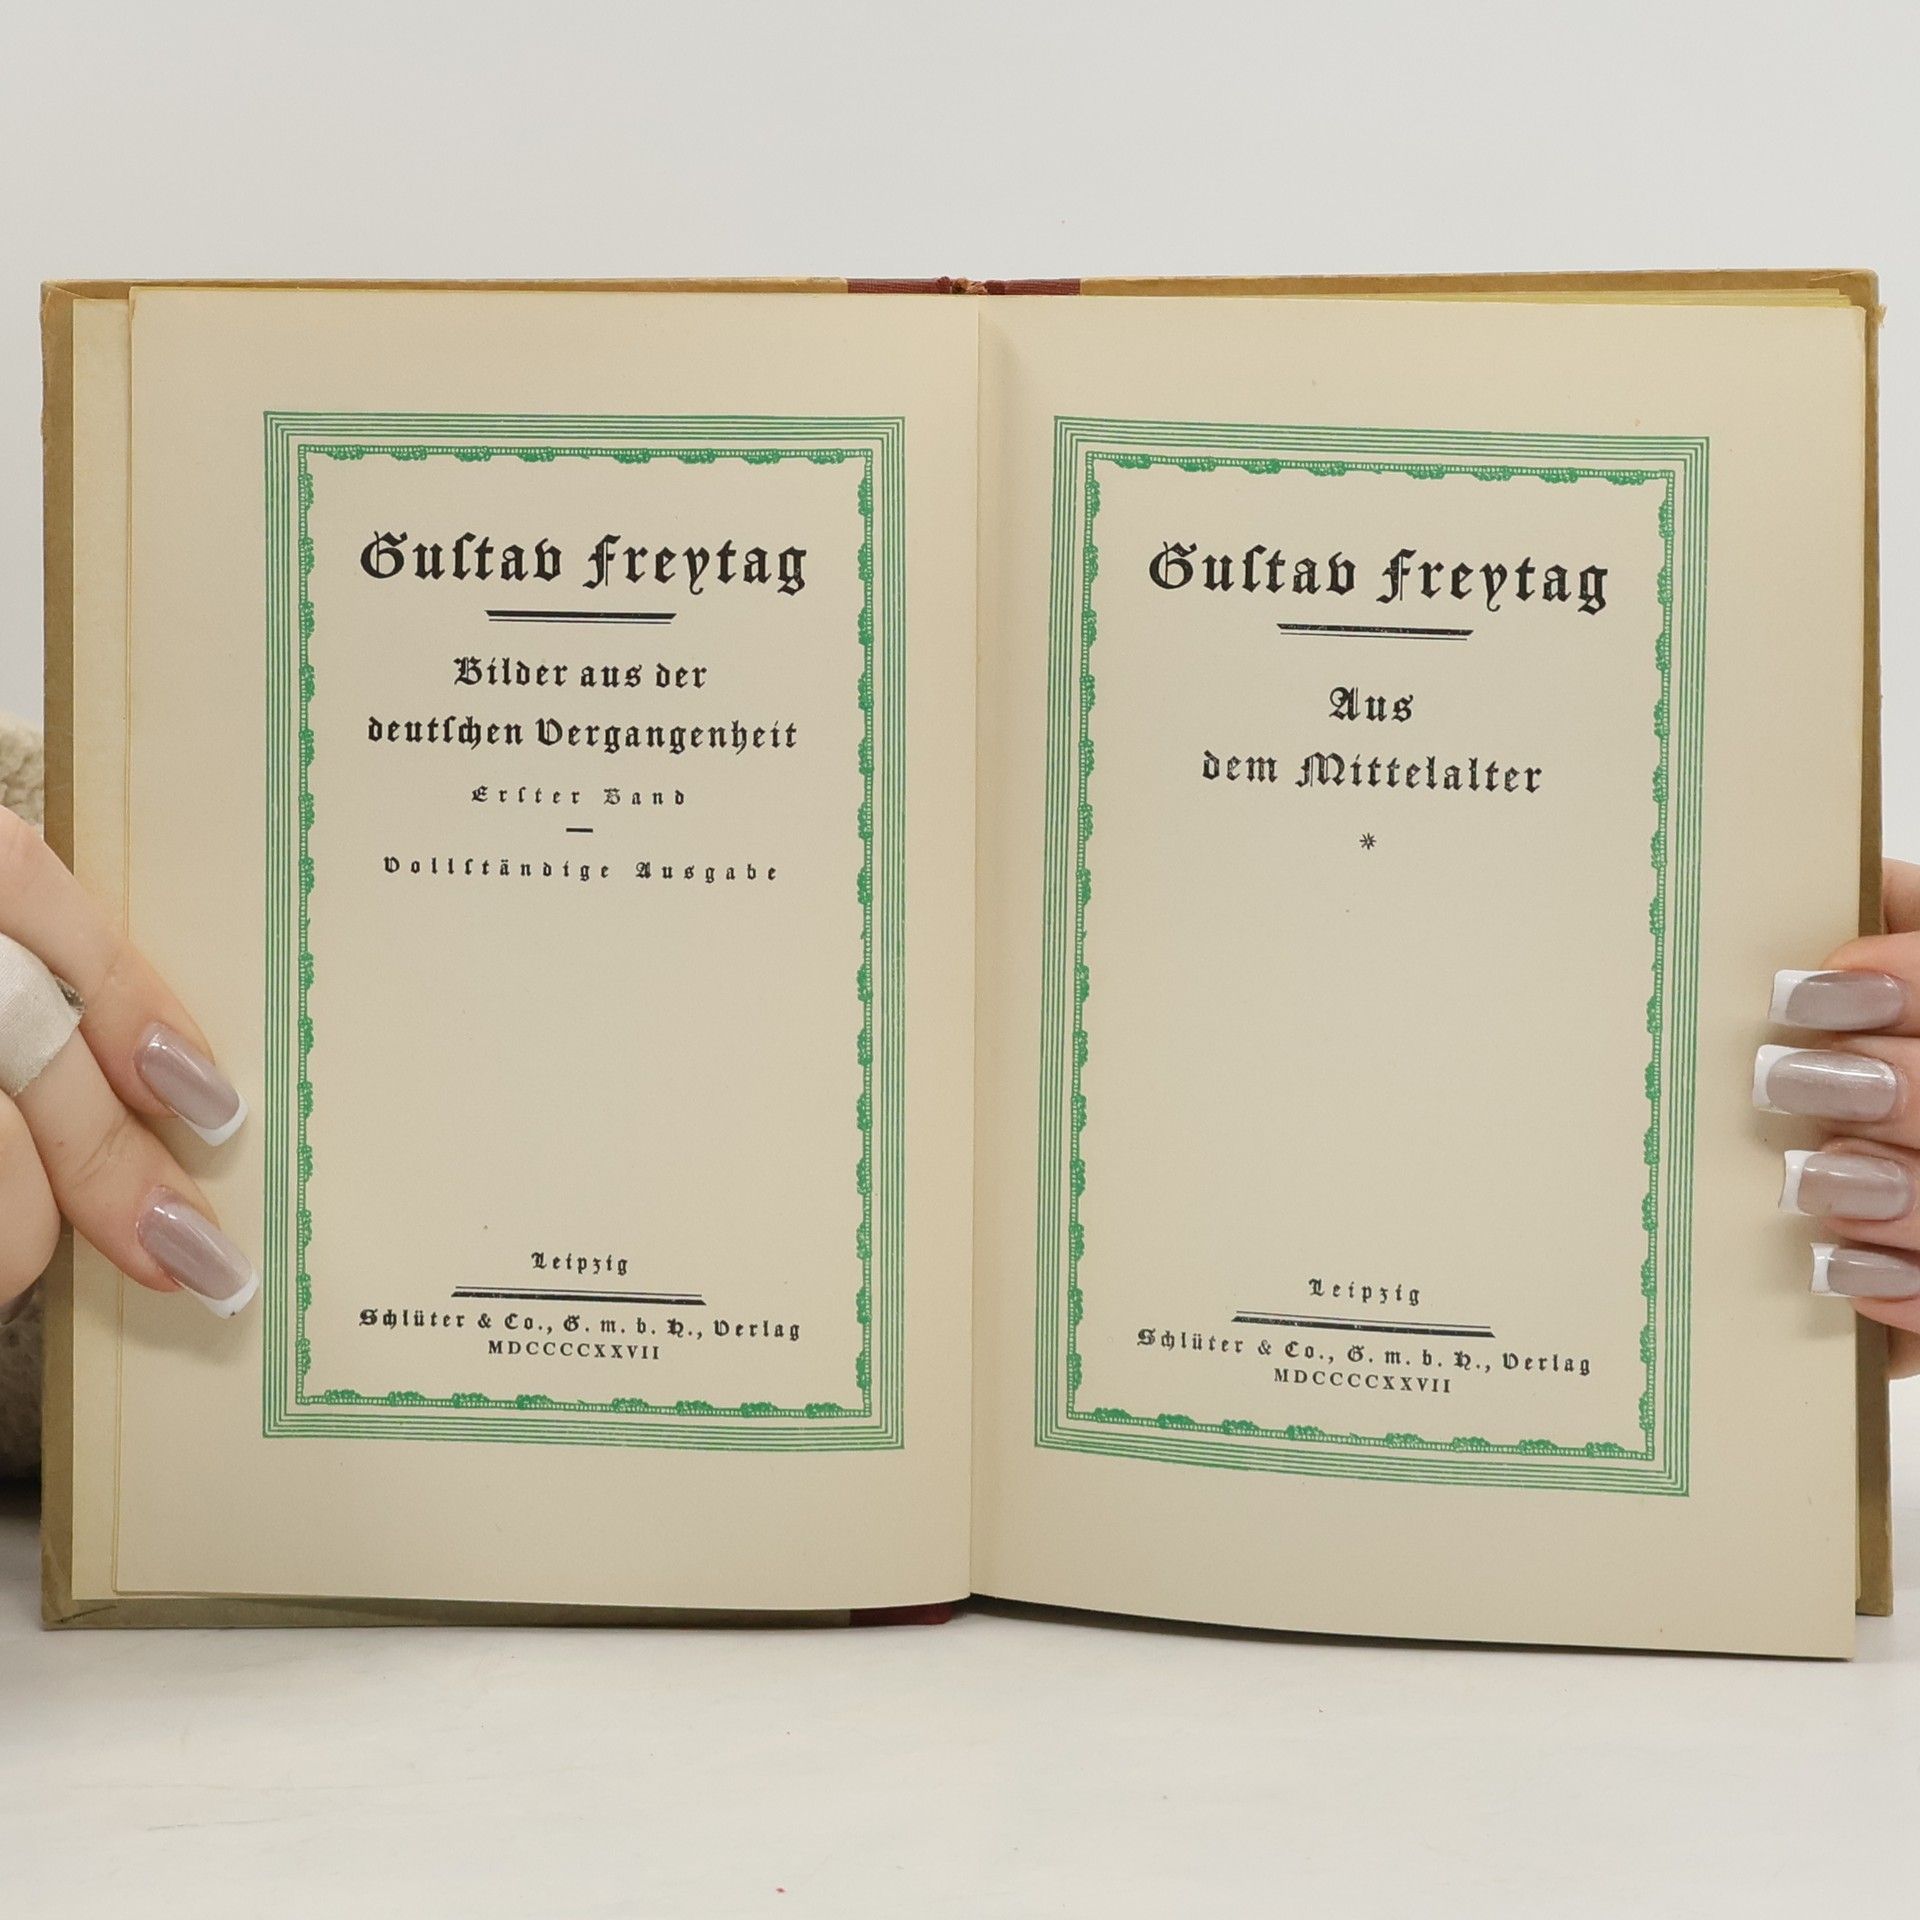 Guſtav Freytag
Bilder aus der
deutſchen Vergangenheit
Erſter Band
Vollſtändige Ausgabe
Leipzig
Schlüter & Co., G. m. b. H., Verlag
MDCCCCXXVII
Guſtav Freytag
Aus
dem Mittelalter
*
Leipzig
Schlüter & Co., G. m. b. H., Verlag
MDCCCCXXVII